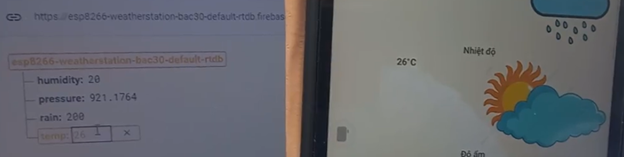 https://esp8266-weatherstation-bac30-default-rtdb.firebas
esp8266-weatherstation-bac30-default-rtdb
humidity: 20
pressure: 921.1764
rain: 200
temp: 26
Nhiệt độ
26°C
Độ ẩm